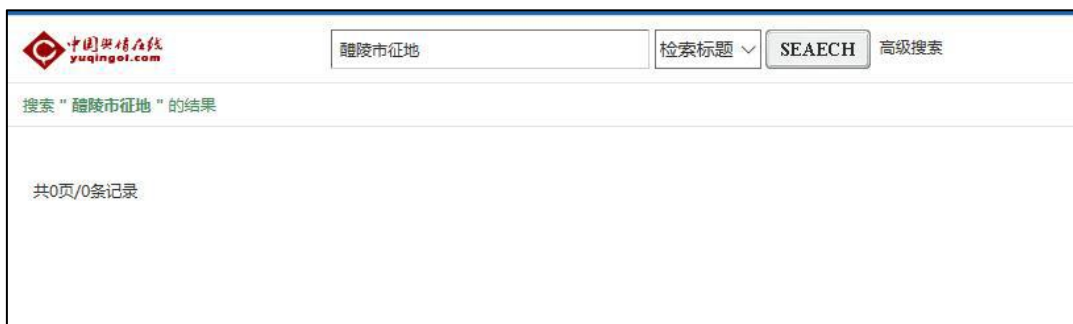 中国舆情在线
yuqingol.com
醴陵市征地
检索标题
SEAECH
高级搜索
搜索 " 醴陵市征地 " 的结果
共0页/0条记录